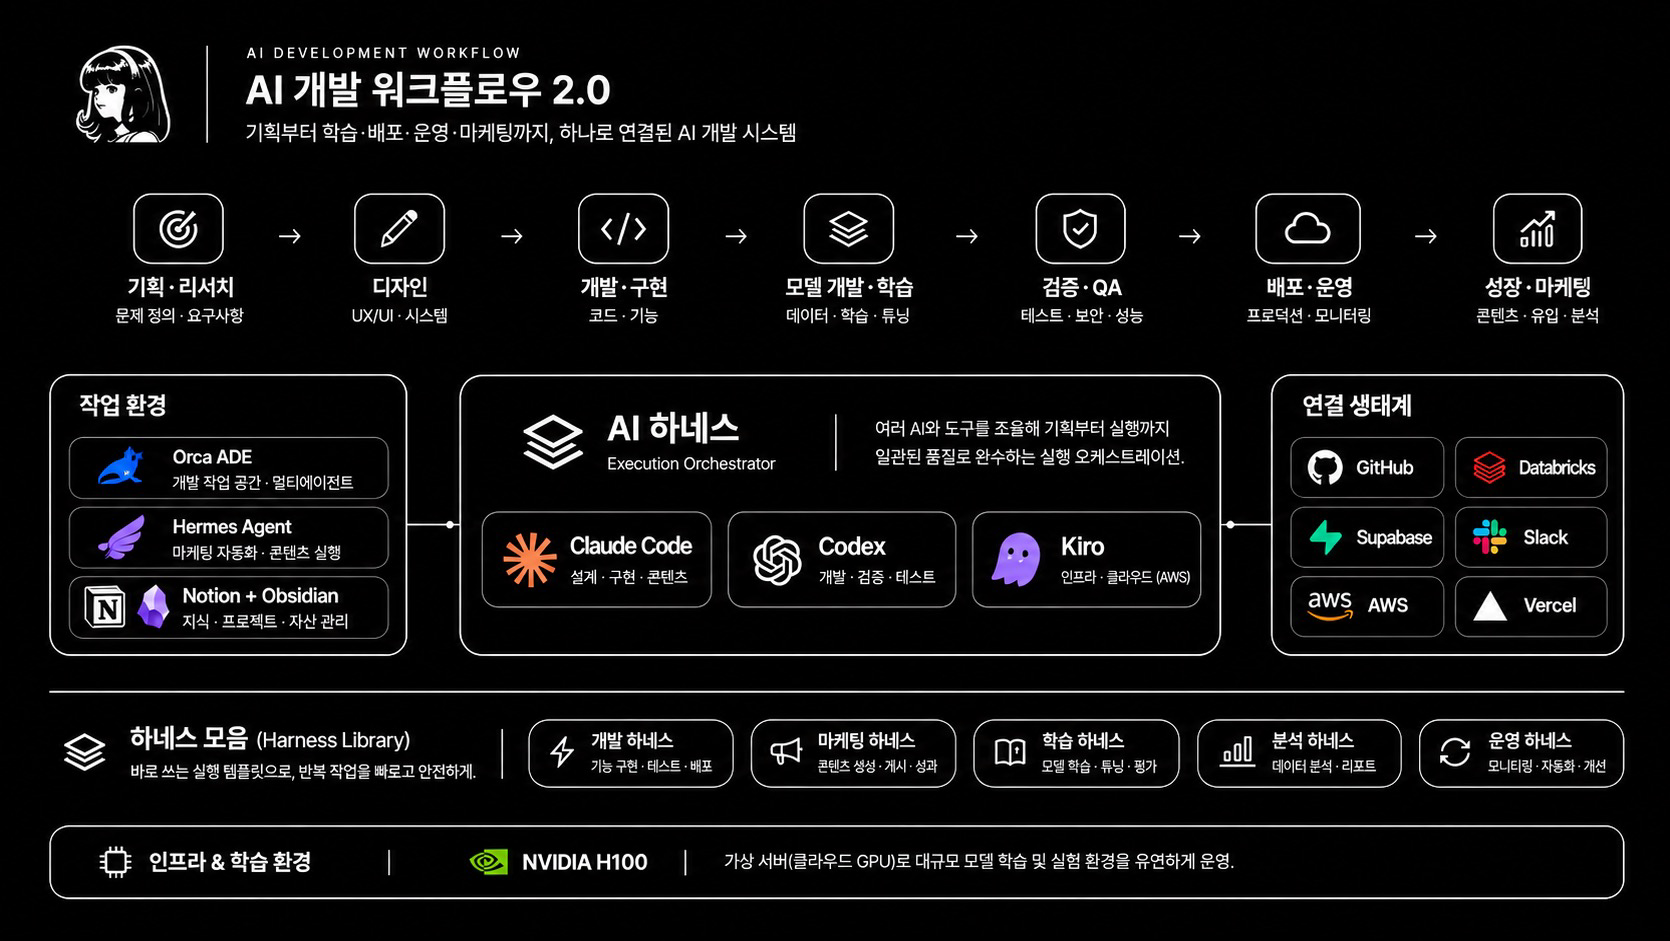 AI DEVELOPMENT WORKFLOW
AI 개발 워크플로우 2.0
기획부터 학습·배포·운영·마케팅까지, 하나로 연결된 AI 개발 시스템
기획·리서치
문제 정의 · 요구사항
디자인
UX/UI · 시스템
개발·구현
코드 · 기능
모델 개발·학습
데이터 · 학습 · 튜닝
검증·QA
테스트 · 보안 · 성능
배포·운영
프로덕션 · 모니터링
성장·마케팅
콘텐츠 · 유입 · 분석
작업 환경
Orca ADE
개발 작업 공간 · 멀티에이전트
Hermes Agent
마케팅 자동화 · 콘텐츠 실행
N
Notion + Obsidian
지식 · 프로젝트 · 자산 관리
AI 하네스
Execution Orchestrator
여러 AI와 도구를 조율해 기획부터 실행까지
일관된 품질로 완수하는 실행 오케스트레이션.
Claude Code
설계 · 구현 · 콘텐츠
Codex
개발 · 검증 · 테스트
Kiro
인프라 · 클라우드 (AWS)
연결 생태계
GitHub
Databricks
Supabase
Slack
aws AWS
Vercel
하네스 모음 (Harness Library)
바로 쓰는 실행 템플릿으로, 반복 작업을 빠르고 안전하게.
개발 하네스
기능 구현 · 테스트 · 배포
마케팅 하네스
콘텐츠 생성 · 게시 · 성과
학습 하네스
모델 학습 · 튜닝 · 평가
분석 하네스
데이터 분석 · 리포트
운영 하네스
모니터링 · 자동화 · 개선
인프라 & 학습 환경
NVIDIA H100
가상 서버(클라우드 GPU)로 대규모 모델 학습 및 실험 환경을 유연하게 운영.